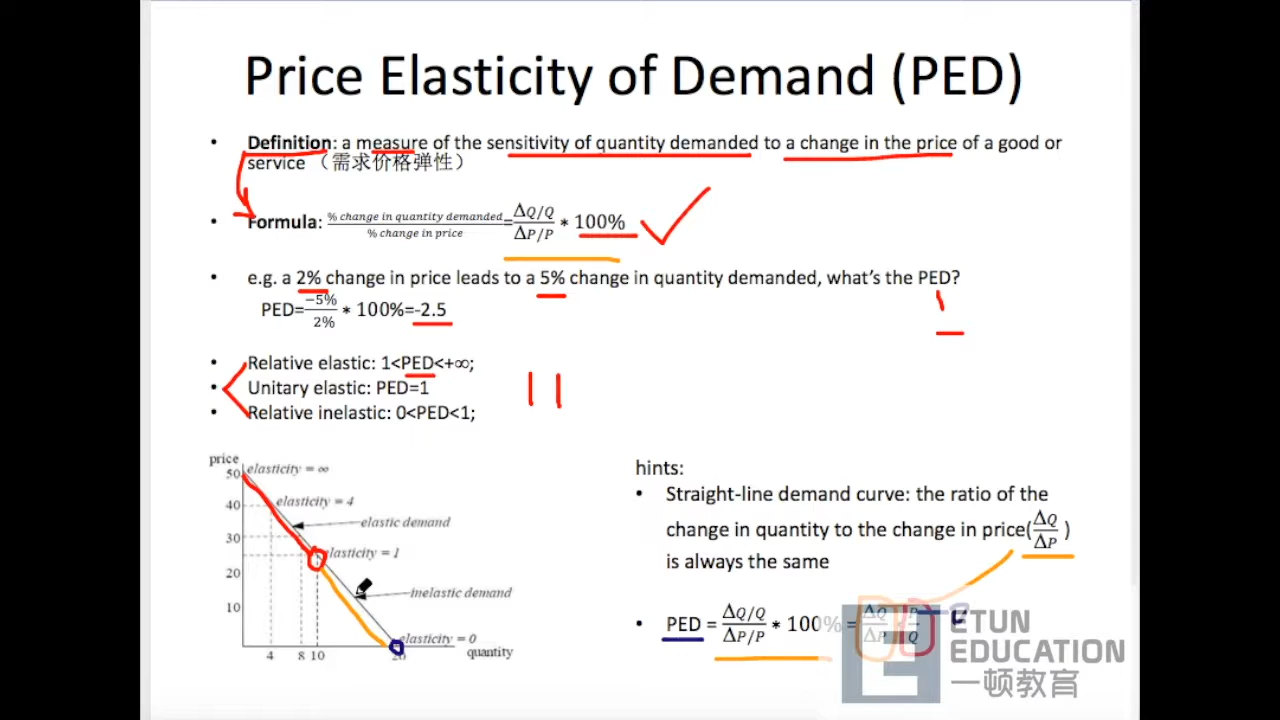 Price Elasticity of Demand (PED)
• Definition: a measure of the sensitivity of quantity demanded to a change in the price of a good or
service （需求价格弹性）
• Formula: % change in quantity demanded / % change in price = ΔQ/Q / ΔP/P * 100%
• e.g. a 2% change in price leads to a 5% change in quantity demanded, what's the PED?
PED= −5% / 2% * 100%=-2.5
• Relative elastic: 1<PED<+∞;
• Unitary elastic: PED=1
• Relative inelastic: 0<PED<1;
price
50 elasticity = ∞
40 elasticity = 4
elastic demand
30
elasticity = 1
20
inelastic demand
10
elasticity = 0
4 8 10 20 quantity
hints:
• Straight-line demand curve: the ratio of the
change in quantity to the change in price( ΔQ / ΔP )
is always the same
• PED = ΔQ/Q / ΔP/P * 100% = ΔQ / ΔP P / Q
ETUN
EDUCATION
一顿教育